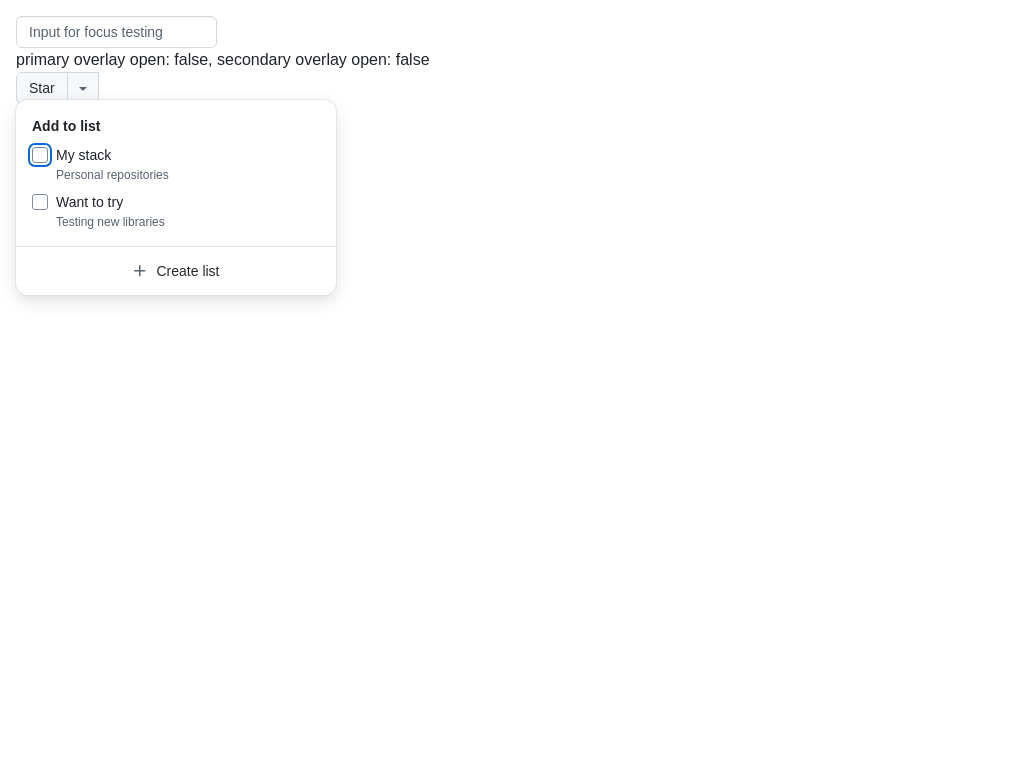 Input for focus testing
primary overlay open: false, secondary overlay open: false
Star
Add to list
My stack
Personal repositories
Want to try
Testing new libraries
Create list